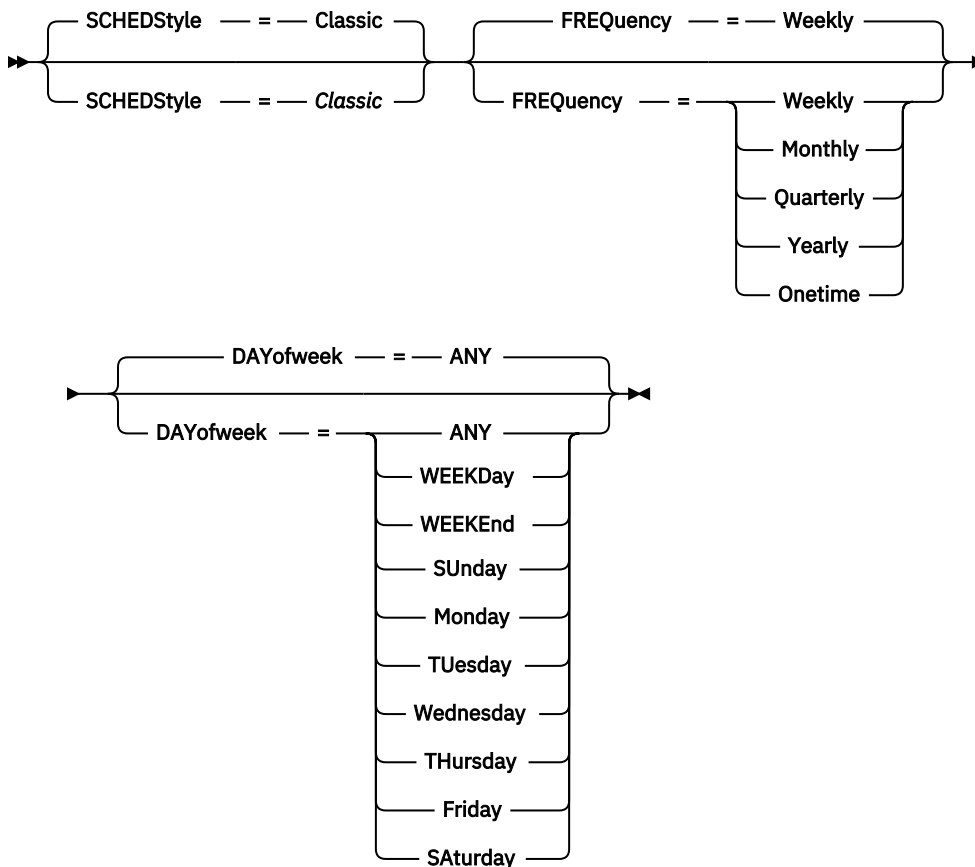 SCHEDStyle = Classic FREQuency = Weekly
SCHEDStyle = Classic FREQuency = Weekly
Monthly
Quarterly
Yearly
Onetime
DAYofweek = ANY
DAYofweek = ANY
WEEKDay
WEEKEnd
SUnday
Monday
TUesday
Wednesday
THursday
Friday
SAturday